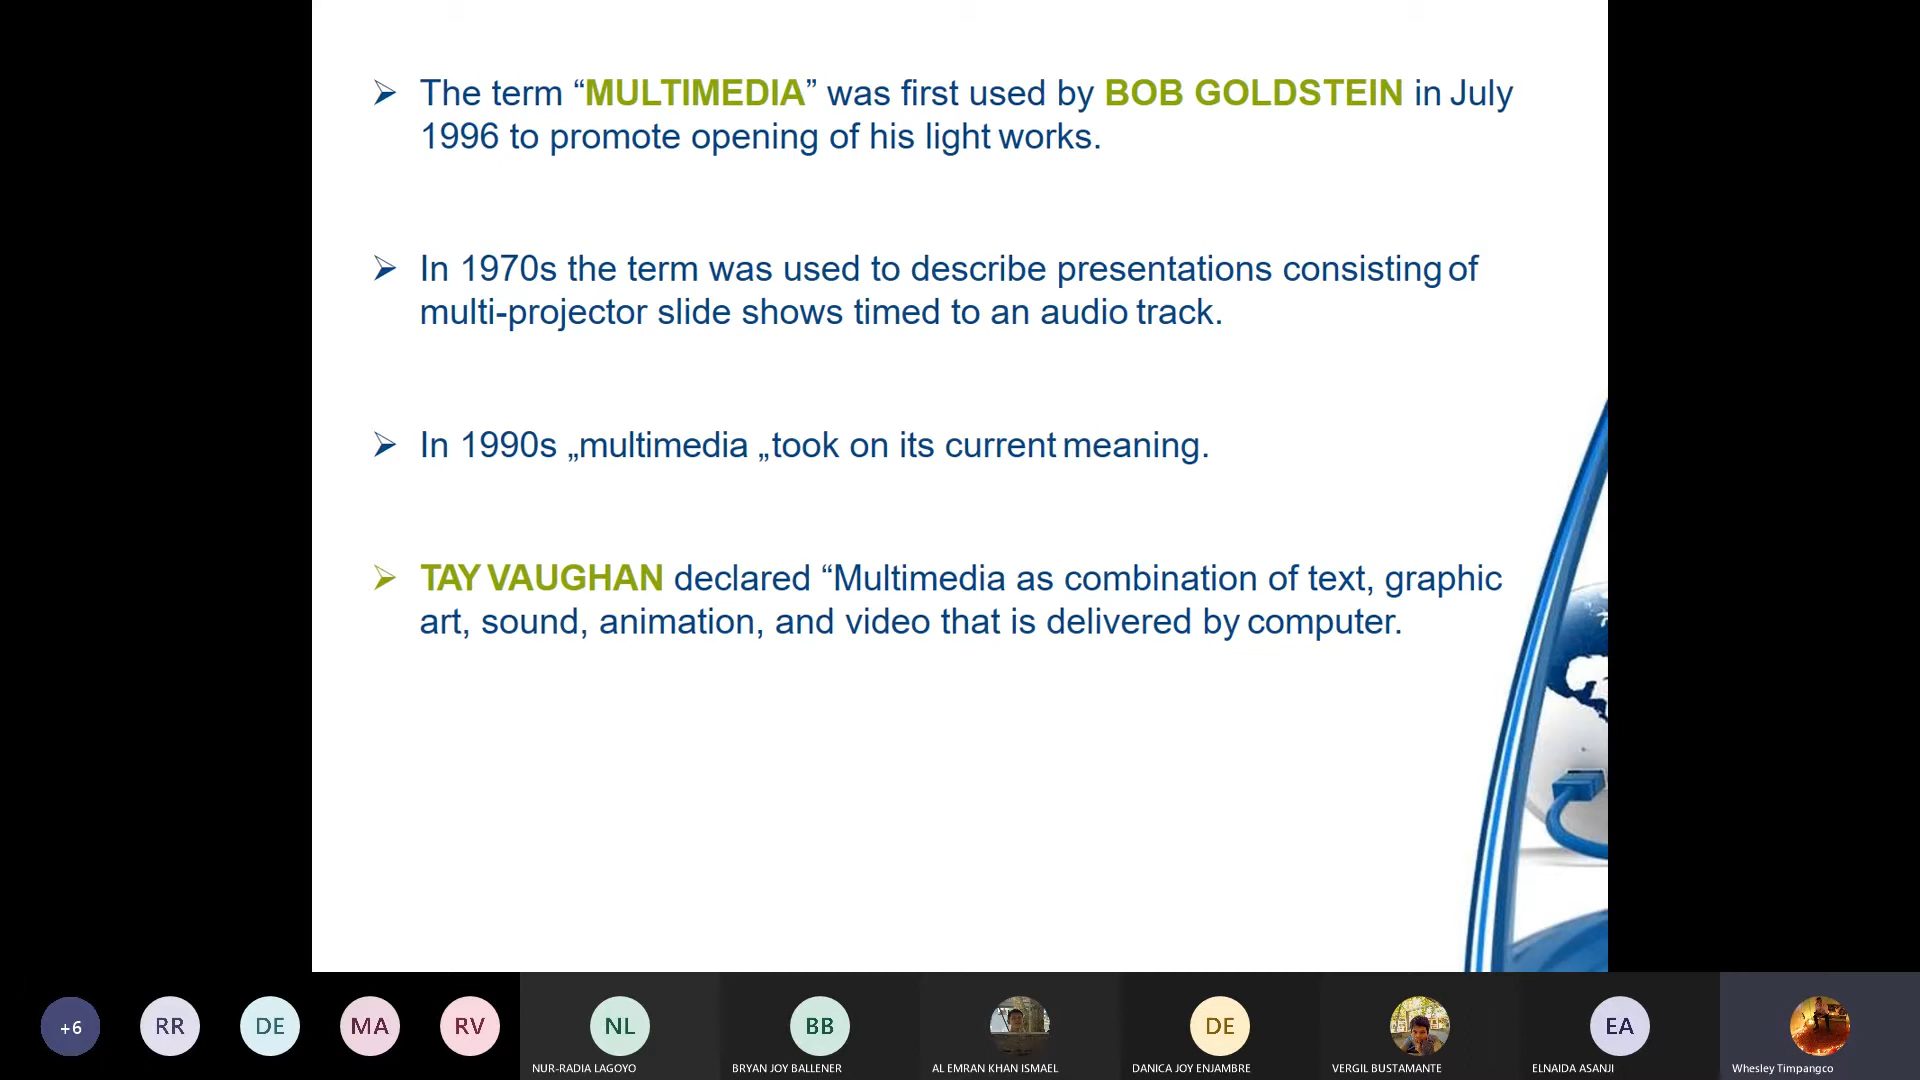 The term “MULTIMEDIA” was first used by BOB GOLDSTEIN in July
1996 to promote opening of his light works.
In 1970s the term was used to describe presentations consisting of
multi-projector slide shows timed to an audio track.
In 1990s „multimedia „took on its current meaning.
TAY VAUGHAN declared “Multimedia as combination of text, graphic
art, sound, animation, and video that is delivered by computer.
+6
RR
DE
MA
RV
NL
BB
DE
EA
NUR-RADIA LAGOYO
BRYAN JOY BALLENER
AL EMRAN KHAN ISMAEL
DANICA JOY ENJAMBRE
VERGIL BUSTAMANTE
ELNAIDA ASANJI
Whesley Timpangco